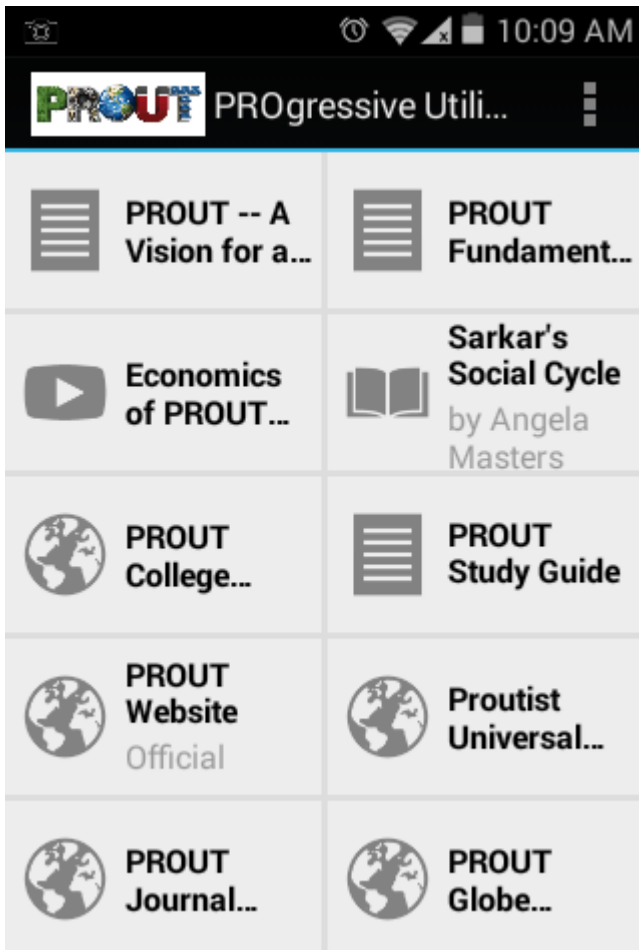 10:09 AM
PROUT PROgressive Utili...
PROUT -- A
Vision for a...
PROUT
Fundament...
Economics
of PROUT...
Sarkar's
Social Cycle
by Angela
Masters
PROUT
College...
PROUT
Study Guide
PROUT
Website
Official
Proutist
Universal...
PROUT
Journal...
PROUT
Globe...